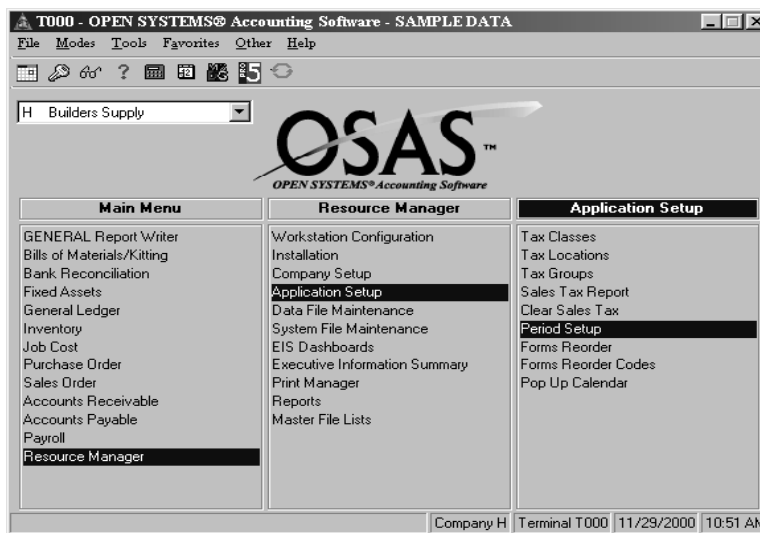 T000 - OPEN SYSTEMS® Accounting Software - SAMPLE DATA
File Modes Tools Favorites Other Help
H Builders Supply
OSAS™
OPEN SYSTEMS® Accounting Software
Main Menu
GENERAL Report Writer
Bills of Materials/Kitting
Bank Reconciliation
Fixed Assets
General Ledger
Inventory
Job Cost
Purchase Order
Sales Order
Accounts Receivable
Accounts Payable
Payroll
Resource Manager
Resource Manager
Workstation Configuration
Installation
Company Setup
Application Setup
Data File Maintenance
System File Maintenance
EIS Dashboards
Executive Information Summary
Print Manager
Reports
Master File Lists
Application Setup
Tax Classes
Tax Locations
Tax Groups
Sales Tax Report
Clear Sales Tax
Period Setup
Forms Reorder
Forms Reorder Codes
Pop Up Calendar
Company H Terminal T000 11/29/2000 10:51 AM